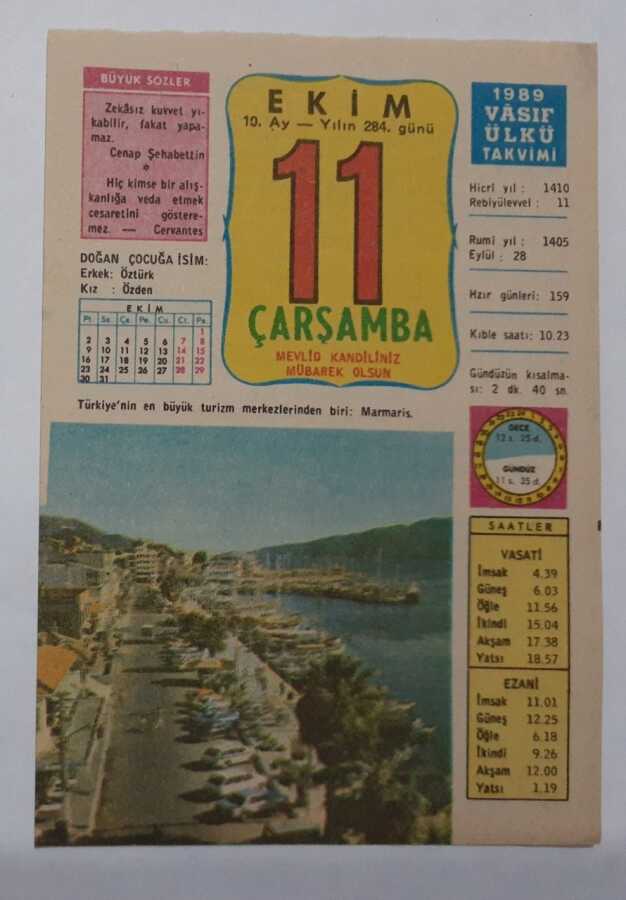 BÜYÜK SÖZLER
Zekâsız kuvvet yı-
kabilir, fakat yapa-
maz.
Cenap Şehabettin
*
Hiç kimse bir alış-
kanlığa veda etmek
cesaretini göstere-
mez. — Cervantes
DOĞAN ÇOCUĞA İSİM:
Erkek: Öztürk
Kız : Özden
EKİM
Pt. Sa. Ça. Pe. Cu. Ct. Pa.
1
2 3 4 5 6 7 8
9 10 11 12 13 14 15
16 17 18 19 20 21 22
23 24 25 26 27 28 29
30 31
EKİM
10. Ay — Yılın 284. günü
11
ÇARŞAMBA
MEVLİD KANDİLİNİZ
MÜBAREK OLSUN
1989
VÂSIF
ÜLKÜ
TAKVİMİ
Hicrî yıl : 1410
Rebiyülevvel : 11
Rumi yıl : 1405
Eylül : 28
Hzır günleri: 159
Kıble saati: 10.23
Gündüzün kısalma-
sı: 2 dk. 40 sn.
GECE
12 s. 25 d.
GÜNDÜZ
11 s. 35 d.
SAATLER
VASATİ
İmsak 4.39
Güneş 6.03
Öğle 11.56
İkindi 15.04
Akşam 17.38
Yatsı 18.57
EZANİ
İmsak 11.01
Güneş 12.25
Öğle 6.18
İkindi 9.26
Akşam 12.00
Yatsı 1.19
Türkiye'nin en büyük turizm merkezlerinden biri: Marmaris.